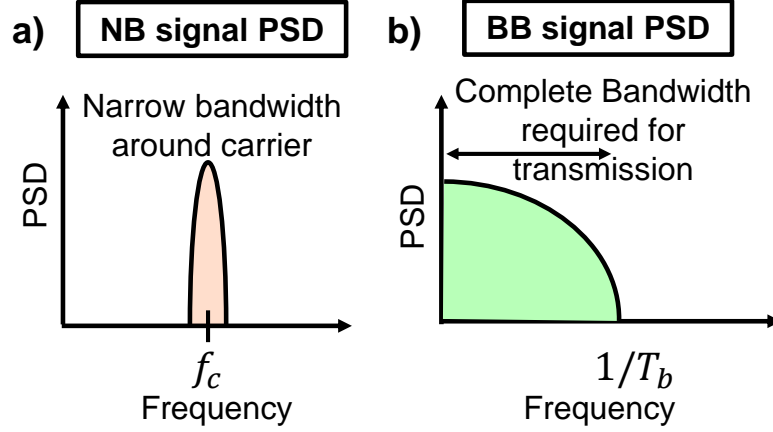 a)
NB signal PSD
Narrow bandwidth
around carrier
PSD
f_c
Frequency
b)
BB signal PSD
Complete Bandwidth
required for
transmission
PSD
1/T_b
Frequency